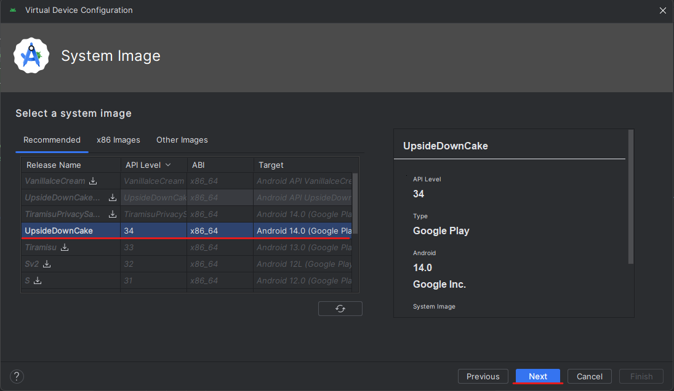 Virtual Device Configuration
System Image
Select a system image
Recommended x86 Images Other Images
Release Name API Level ABI Target
VanillaIceCream VanillaIceCream x86_64 Android API VanillaIceCre
UpsideDownCake... UpsideDownCak x86_64 Android API UpsideDown
TiramisuPrivacySa... TiramisuPrivacyS x86_64 Android 14.0 (Google Pla
UpsideDownCake 34 x86_64 Android 14.0 (Google Pla
Tiramisu 33 x86_64 Android 13.0 (Google Pla
Sv2 32 x86_64 Android 12L (Google Play
S 31 x86_64 Android 12.0 (Google Pla
UpsideDownCake
API Level
34
Type
Google Play
Android
14.0
Google Inc.
System Image
? Previous Next Cancel Finish